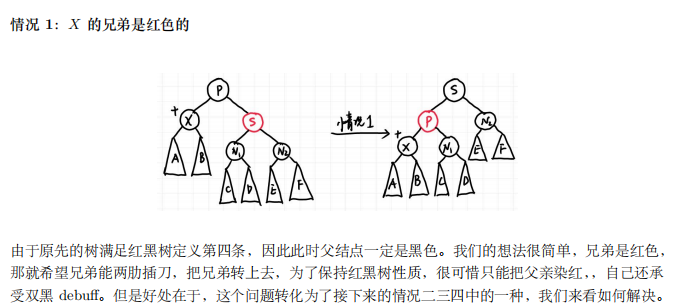 情况 1：X 的兄弟是红色的
P
S
+
X
S
情况1
P
N₂
N₁
N₂
+
X
N₁
E
F
A
B
C
D
E
F
A
B
C
D
由于原先的树满足红黑树定义第四条，因此此时父结点一定是黑色。我们的想法很简单，兄弟是红色，
那就希望兄弟能两肋插刀，把兄弟转上去，为了保持红黑树性质，很可惜只能把父亲染红，，自己还承
受双黑 debuff。但是好处在于，这个问题转化为了接下来的情况二三四中的一种，我们来看如何解决。